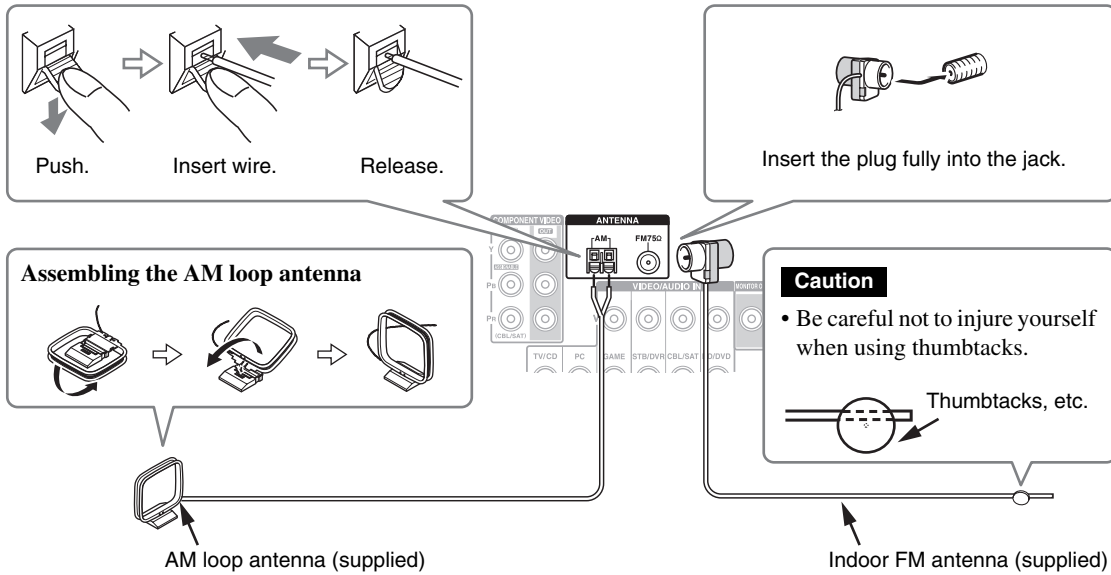 Push.
Insert wire.
Release.
Insert the plug fully into the jack.
COMPONENT VIDEO
OUT
Y
PB
PR
(CBL/SAT)
ANTENNA
AM
FM75Ω
VIDEO/AUDIO IN
MONITOR O
V
TV/CD
PC
GAME
STB/DVR
CBL/SAT
BD/DVD
Assembling the AM loop antenna
Caution
• Be careful not to injure yourself
when using thumbtacks.
Thumbtacks, etc.
AM loop antenna (supplied)
Indoor FM antenna (supplied)